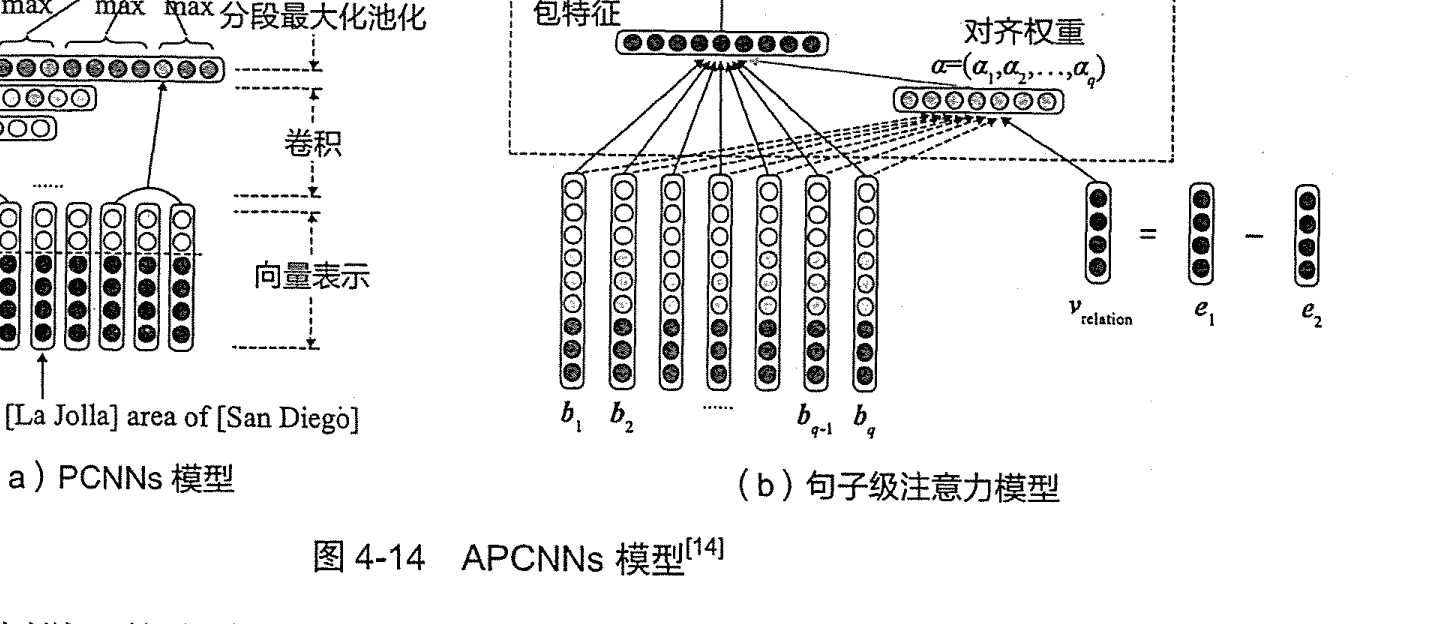 max max max 分段最大化池化
卷积
......
向量表示
[La Jolla] area of [San Diego]
a）PCNNs 模型
包特征
对齐权重
α=(α1,α2,...,αq)
vrelation = e1 - e2
b1 b2 ...... bq-1 bq
（b）句子级注意力模型
图 4-14 APCNNs 模型[14]